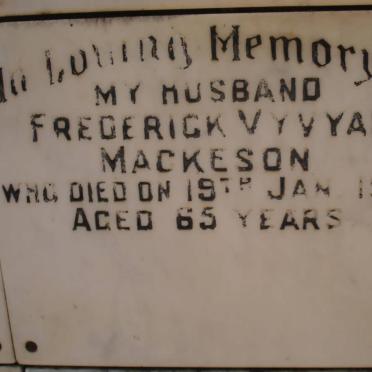 In Loving Memory
MY HUSBAND
FREDERICK VYVYA
MACKESON
WHO DIED ON 19TH JAN. 1
AGED 65 YEARS